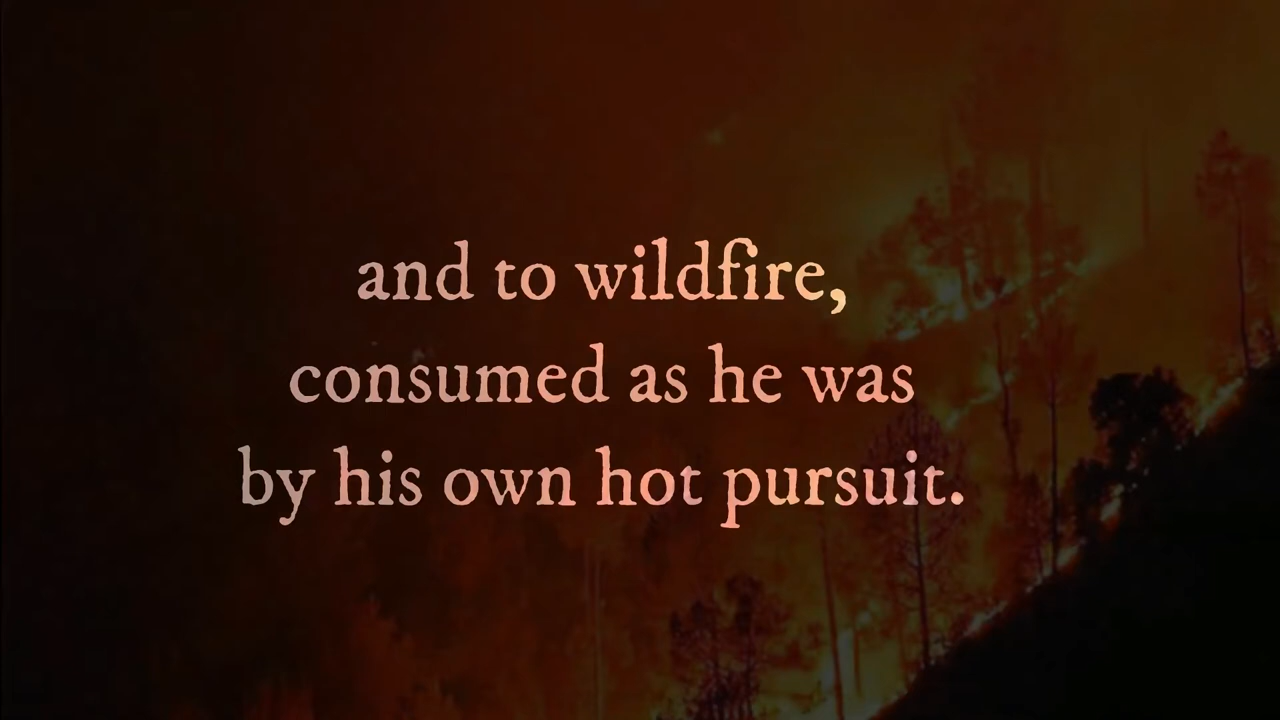 and to wildfire,
consumed as he was
by his own hot pursuit.